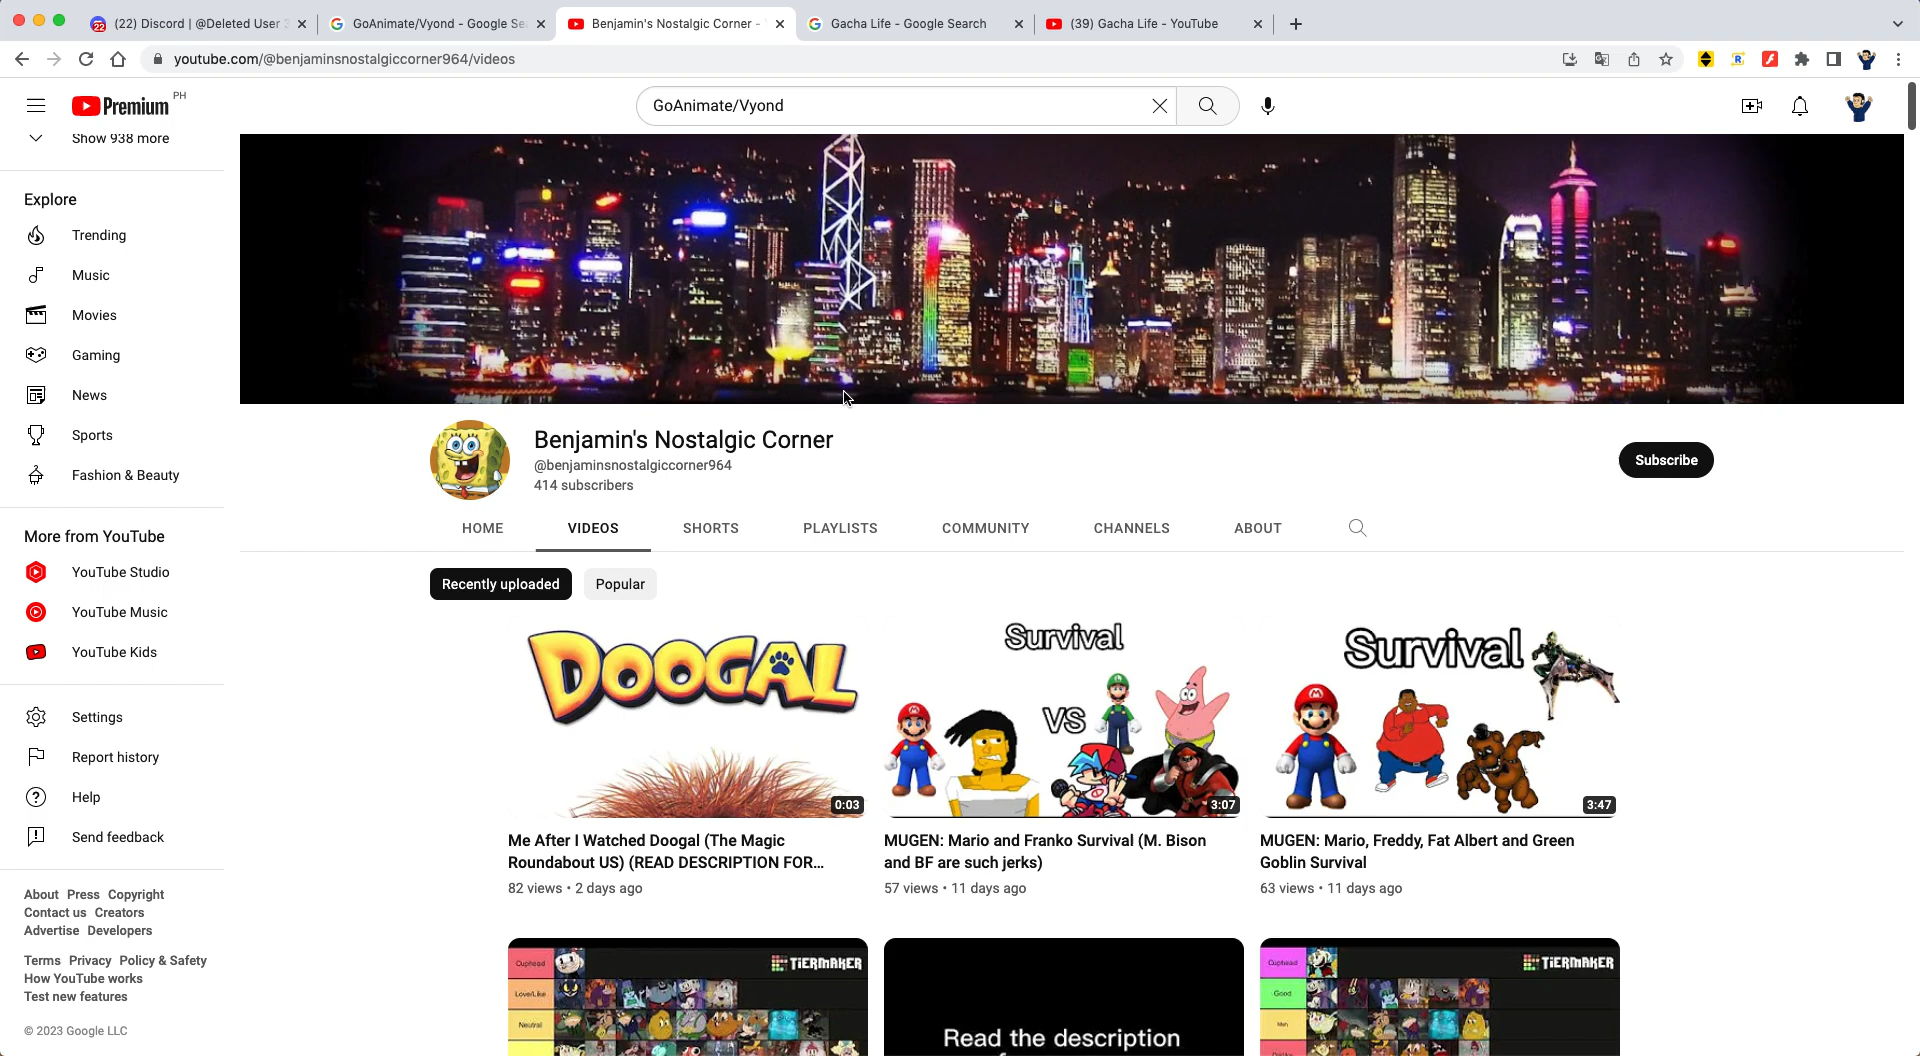 (22) Discord | @Deleted User 3
GoAnimate/Vyond - Google Se
Benjamin's Nostalgic Corner -
Gacha Life - Google Search
(39) Gacha Life - YouTube
youtube.com/@benjaminsnostalgiccorner964/videos
Premium PH
GoAnimate/Vyond
Show 938 more
Explore
Trending
Music
Movies
Gaming
News
Sports
Fashion & Beauty
More from YouTube
YouTube Studio
YouTube Music
YouTube Kids
Settings
Report history
Help
Send feedback
About Press Copyright
Contact us Creators
Advertise Developers
Terms Privacy Policy & Safety
How YouTube works
Test new features
© 2023 Google LLC
Benjamin's Nostalgic Corner
@benjaminsnostalgiccorner964
414 subscribers
Subscribe
HOME VIDEOS SHORTS PLAYLISTS COMMUNITY CHANNELS ABOUT
Recently uploaded Popular
DOOGAL
0:03
Me After I Watched Doogal (The Magic
Roundabout US) (READ DESCRIPTION FOR...
82 views • 2 days ago
Survival
VS
3:07
MUGEN: Mario and Franko Survival (M. Bison
and BF are such jerks)
57 views • 11 days ago
Survival
3:47
MUGEN: Mario, Freddy, Fat Albert and Green
Goblin Survival
63 views • 11 days ago
Cuphead
TIERMAKER
Love/Like
Neutral
Read the description
Cuphead
TIERMAKER
Good
Meh